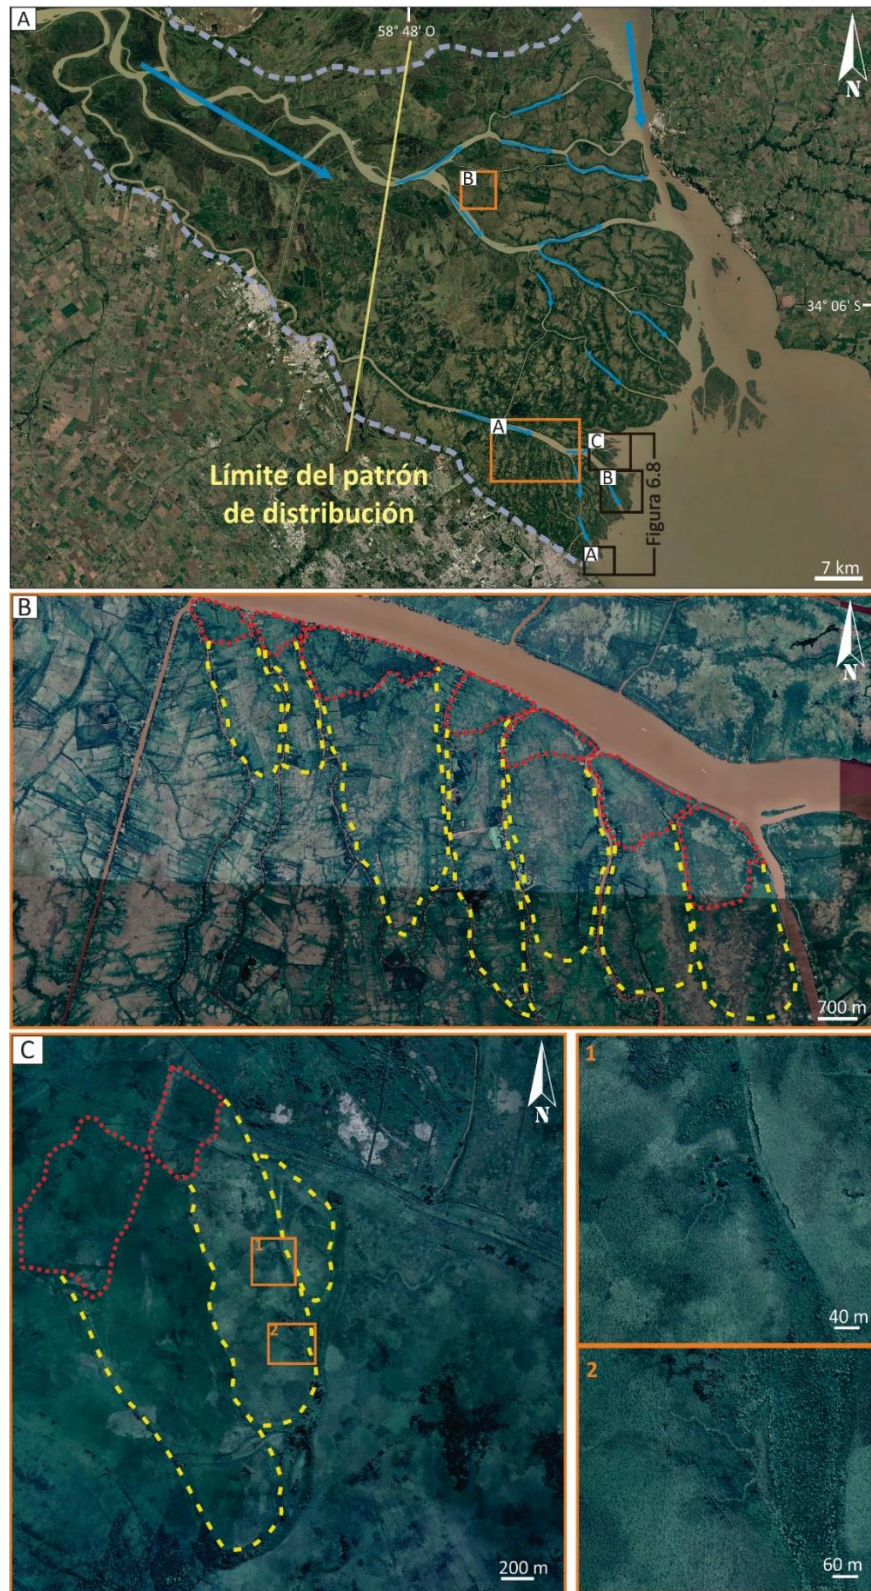 A
58° 48' O
N
B
34° 06' S
A
C
B
Límite del patrón
de distribución
Figura 6.8
A
7 km
B
N
700 m
C
N
1
2
200 m
1
40 m
2
60 m